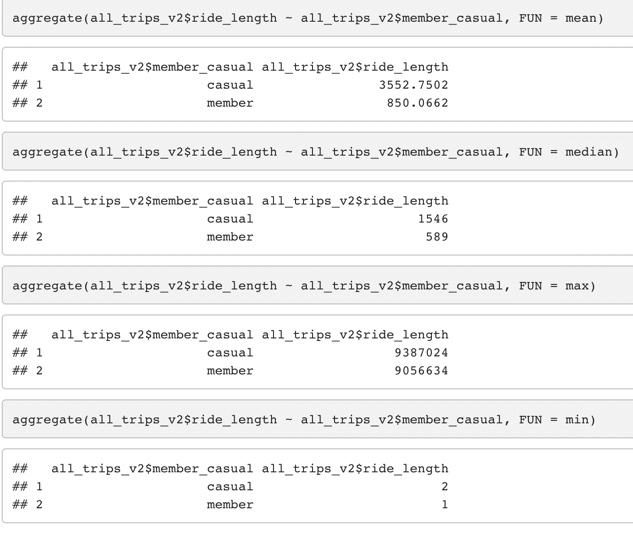 aggregate(all_trips_v2$ride_length ~ all_trips_v2$member_casual, FUN = mean)
##   all_trips_v2$member_casual all_trips_v2$ride_length
## 1                     casual                3552.7502
## 2                     member                 850.0662
aggregate(all_trips_v2$ride_length ~ all_trips_v2$member_casual, FUN = median)
##   all_trips_v2$member_casual all_trips_v2$ride_length
## 1                     casual                     1546
## 2                     member                      589
aggregate(all_trips_v2$ride_length ~ all_trips_v2$member_casual, FUN = max)
##   all_trips_v2$member_casual all_trips_v2$ride_length
## 1                     casual                  9387024
## 2                     member                  9056634
aggregate(all_trips_v2$ride_length ~ all_trips_v2$member_casual, FUN = min)
##   all_trips_v2$member_casual all_trips_v2$ride_length
## 1                     casual                        2
## 2                     member                        1